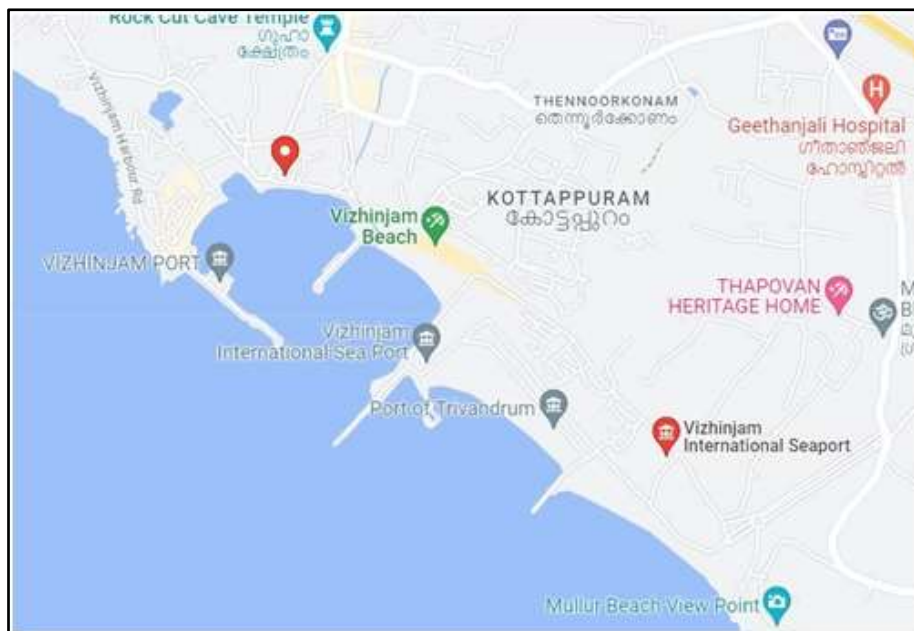 Rock Cut Cave Temple
ഗുഹാ
ക്ഷേത്രം
Vizhinjam Harbour Rd
THENNOORKONAM
തെന്നൂർക്കോണം
Geethanjali Hospital
ഗീതാഞ്ജലി
ഹോസ്പിറ്റൽ
KOTTAPPURAM
കോട്ടപ്പുറം
Vizhinjam
Beach
VIZHINJAM PORT
THAPOVAN
HERITAGE HOME
M
B
Vizhinjam
International Sea Port
Port of Trivandrum
Vizhinjam
International Seaport
Mullur Beach View Point